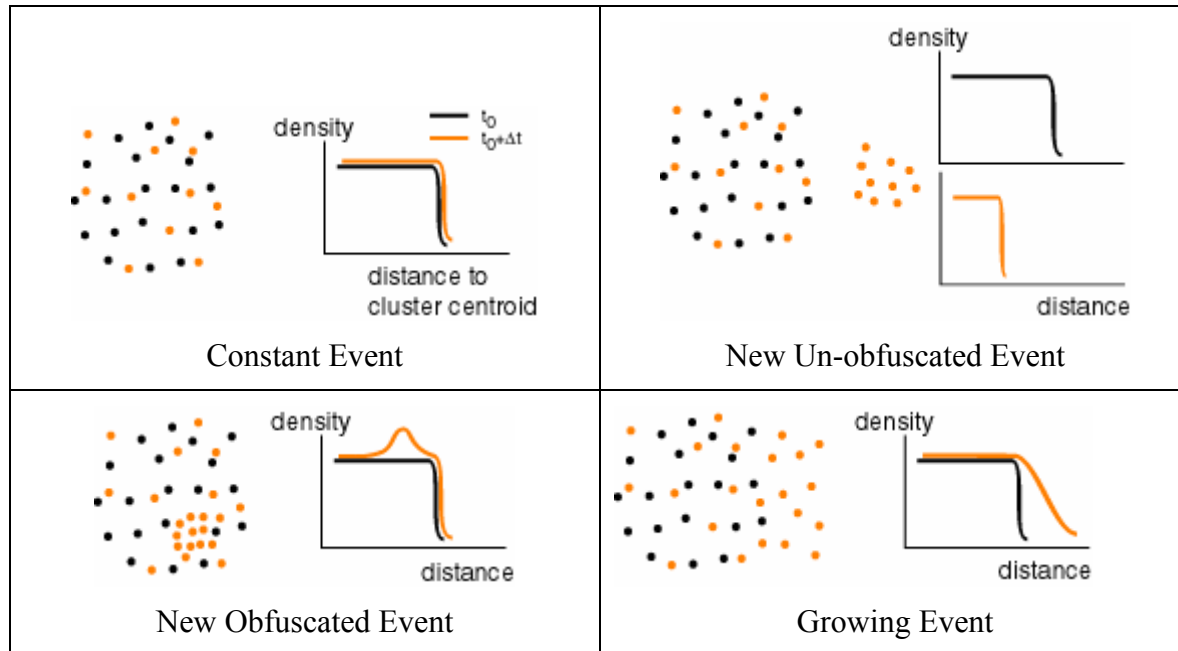 density
t0
t0+Δt
distance to
cluster centroid
Constant Event
density
distance
New Un-obfuscated Event
density
distance
New Obfuscated Event
density
distance
Growing Event